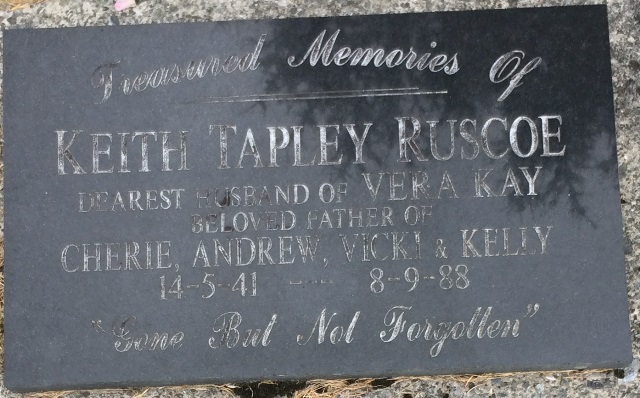 Treasured Memories Of
KEITH TAPLEY RUSCOE
DEAREST HUSBAND OF VERA KAY
BELOVED FATHER OF
CHERIE, ANDREW, VICKI & KELLY
14-5-41 ---- 8-9-88
"Gone But Not Forgotten"